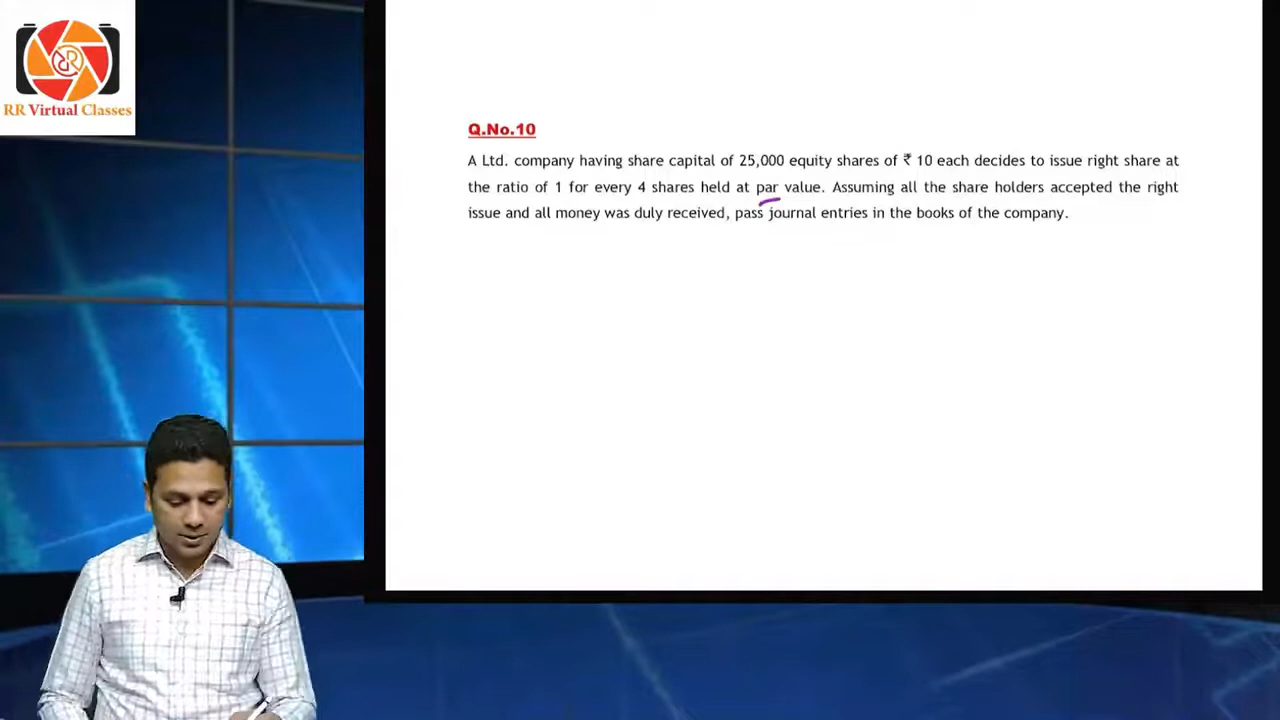 RR Virtual Classes
Q.No.10
A Ltd. company having share capital of 25,000 equity shares of ₹ 10 each decides to issue right share at
the ratio of 1 for every 4 shares held at par value. Assuming all the share holders accepted the right
issue and all money was duly received, pass journal entries in the books of the company.